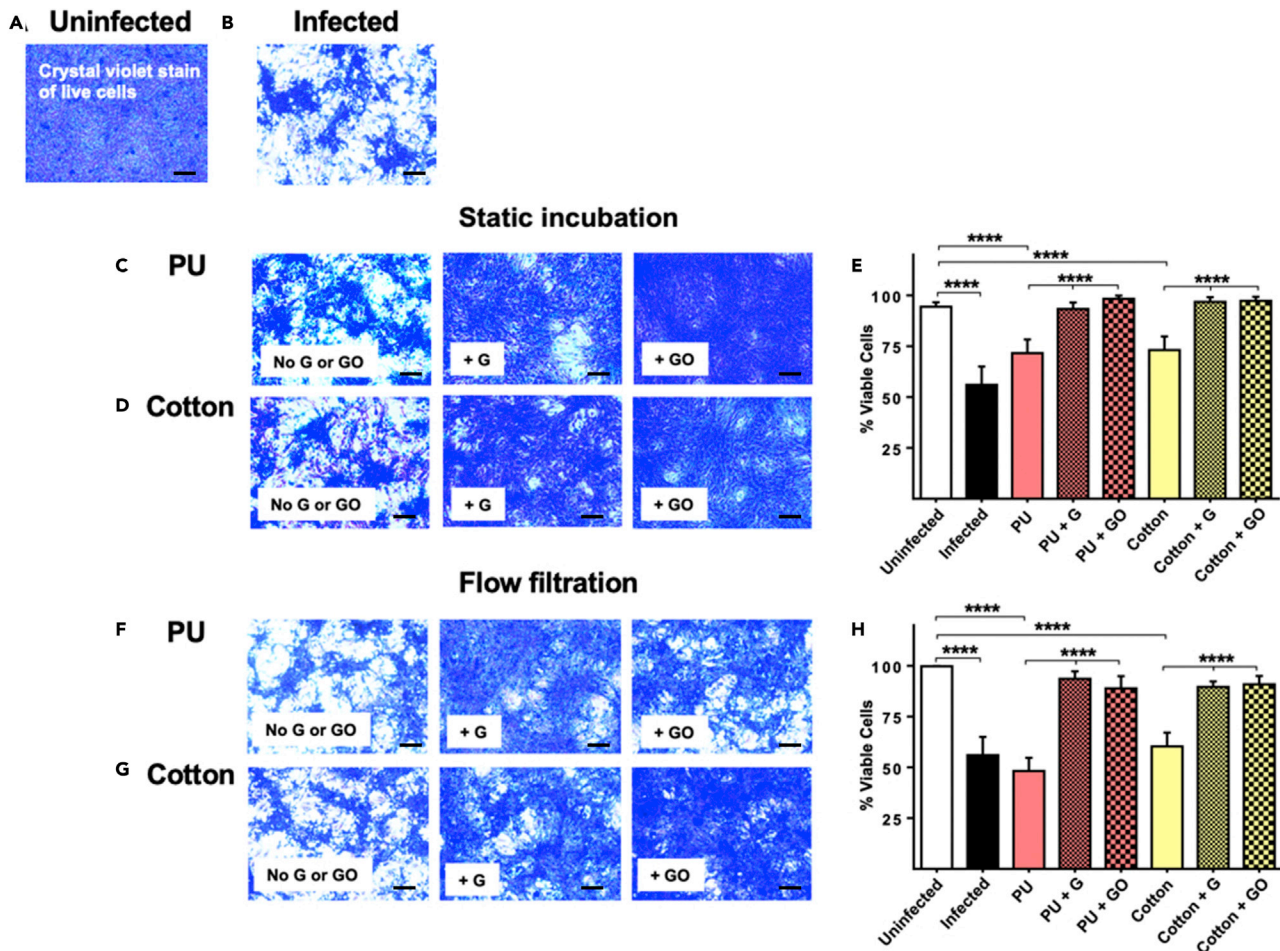 A Uninfected B Infected
Crystal violet stain
of live cells
Static incubation
C PU
No G or GO
+ G
+ GO
D Cotton
No G or GO
+ G
+ GO
E
****
****
****
****
****
% Viable Cells
100
75
50
25
Uninfected
Infected
PU
PU + G
PU + GO
Cotton
Cotton + G
Cotton + GO
Flow filtration
F PU
No G or GO
+ G
+ GO
G Cotton
No G or GO
+ G
+ GO
H
****
****
****
****
****
% Viable Cells
100
75
50
25
Uninfected
Infected
PU
PU + G
PU + GO
Cotton
Cotton + G
Cotton + GO